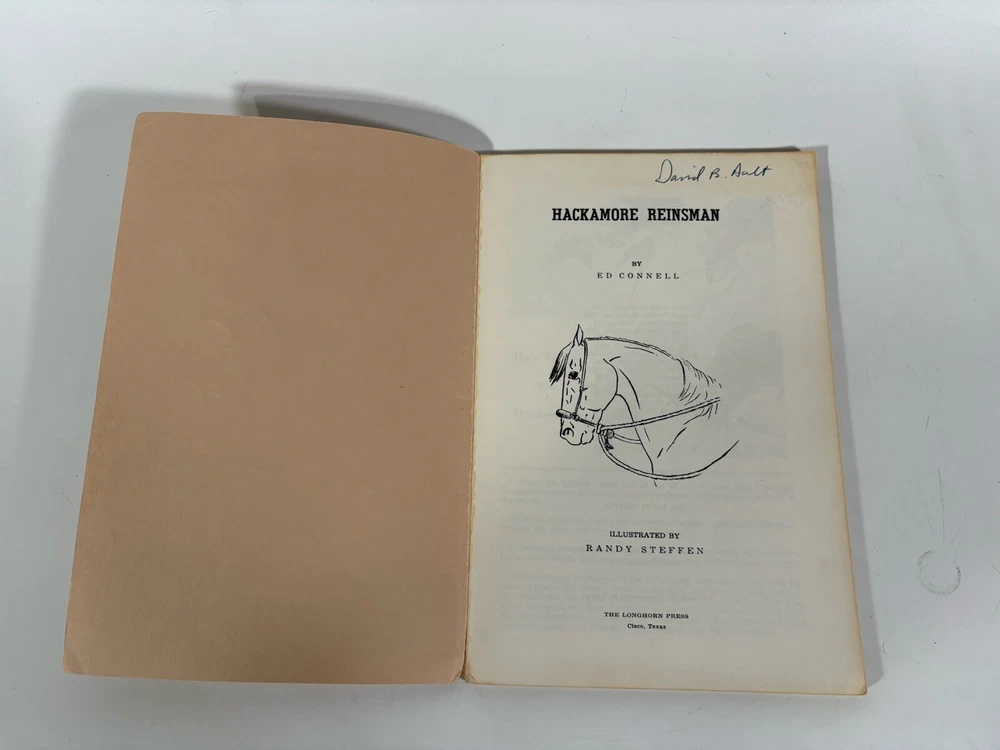 David B. Ault
HACKAMORE REINSMAN
BY
ED CONNELL
ILLUSTRATED BY
RANDY STEFFEN
THE LONGHORN PRESS
Cisco, Texas